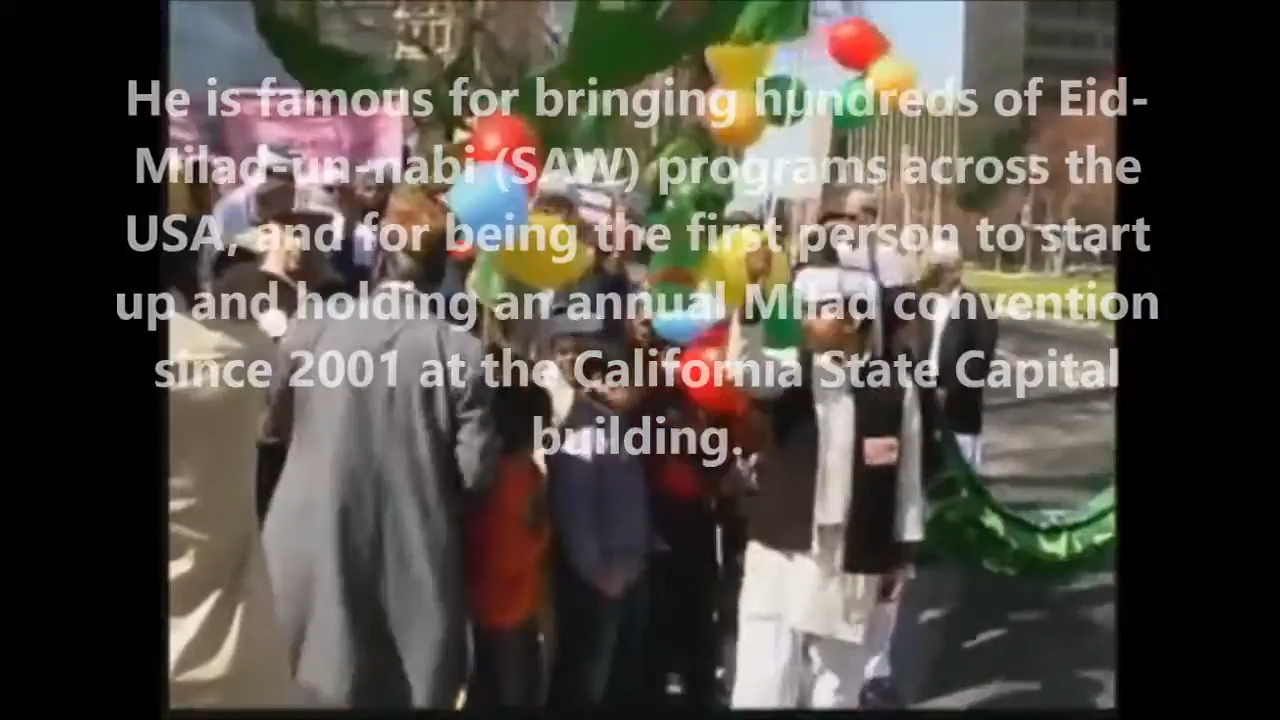 He is famous for bringing hundreds of Eid-
Milad-un-nabi (SAW) programs across the
USA, and for being the first person to start
up and holding an annual Milad convention
since 2001 at the California State Capital
building.